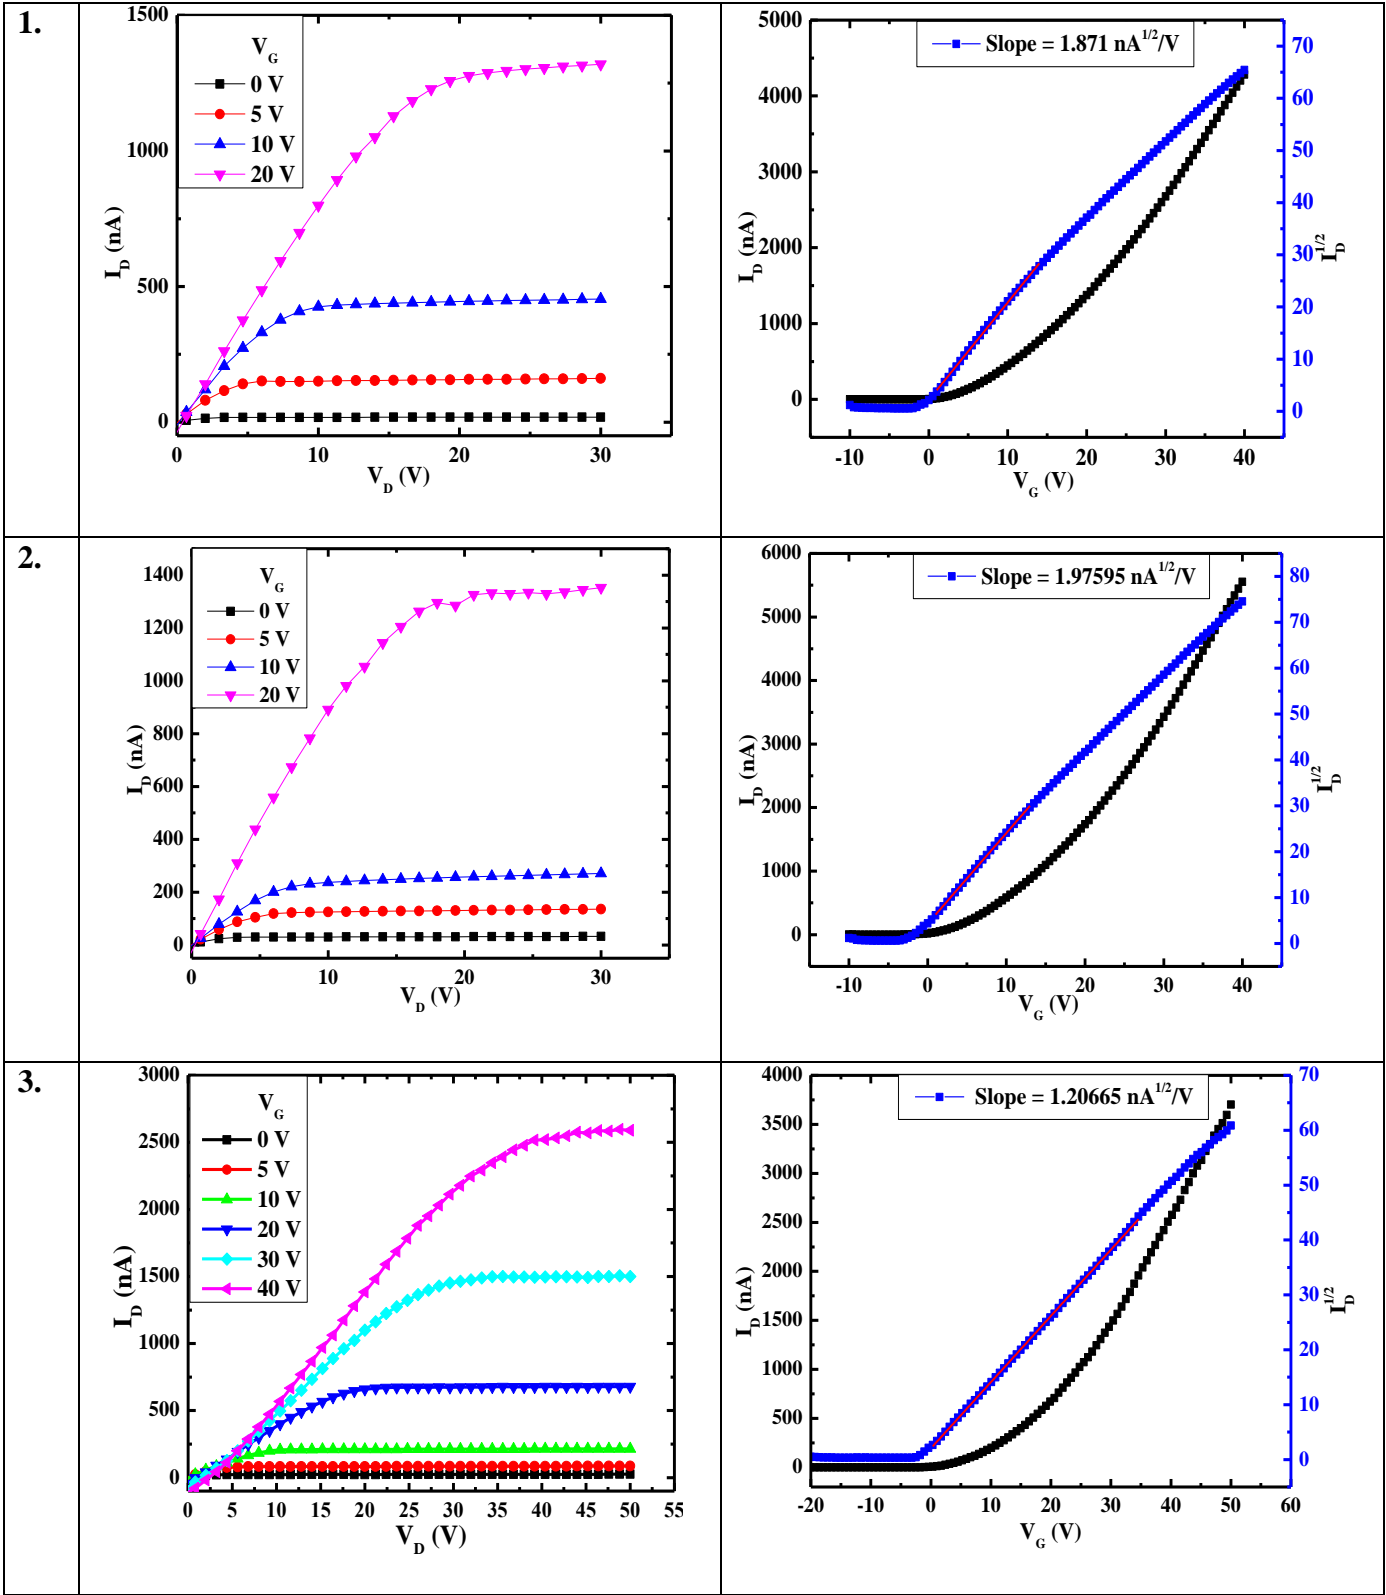 1.
1500
1000
500
0
I_D (nA)
V_G
0 V
5 V
10 V
20 V
0 10 20 30
V_D (V)
5000
4000
3000
2000
1000
0
I_D (nA)
Slope = 1.871 nA^1/2/V
70
60
50
40
30
20
10
0
I_D^1/2
-10 0 10 20 30 40
V_G (V)
2.
1400
1200
1000
800
600
400
200
0
I_D (nA)
V_G
0 V
5 V
10 V
20 V
0 10 20 30
V_D (V)
6000
5000
4000
3000
2000
1000
0
I_D (nA)
Slope = 1.97595 nA^1/2/V
80
70
60
50
40
30
20
10
0
I_D^1/2
-10 0 10 20 30 40
V_G (V)
3.
3000
2500
2000
1500
1000
500
0
I_D (nA)
V_G
0 V
5 V
10 V
20 V
30 V
40 V
0 5 10 15 20 25 30 35 40 45 50 55
V_D (V)
4000
3500
3000
2500
2000
1500
1000
500
0
I_D (nA)
Slope = 1.20665 nA^1/2/V
70
60
50
40
30
20
10
0
I_D^1/2
-20 -10 0 10 20 30 40 50 60
V_G (V)